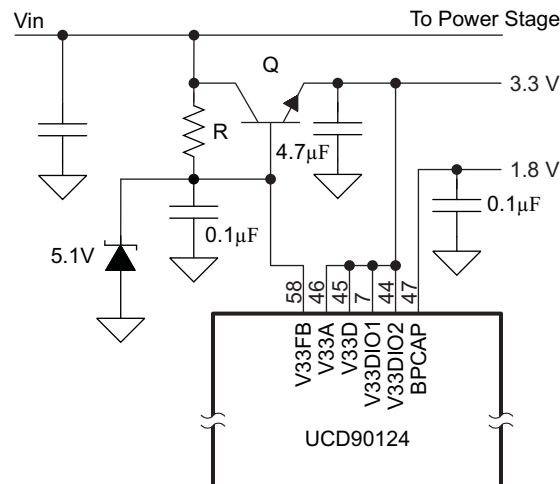 Vin
To Power Stage
Q
3.3 V
R
4.7µF
1.8 V
0.1µF
0.1µF
5.1V
58
46
45
7
44
47
V33FB
V33A
V33D
V33DIO1
V33DIO2
BPCAP
UCD90124